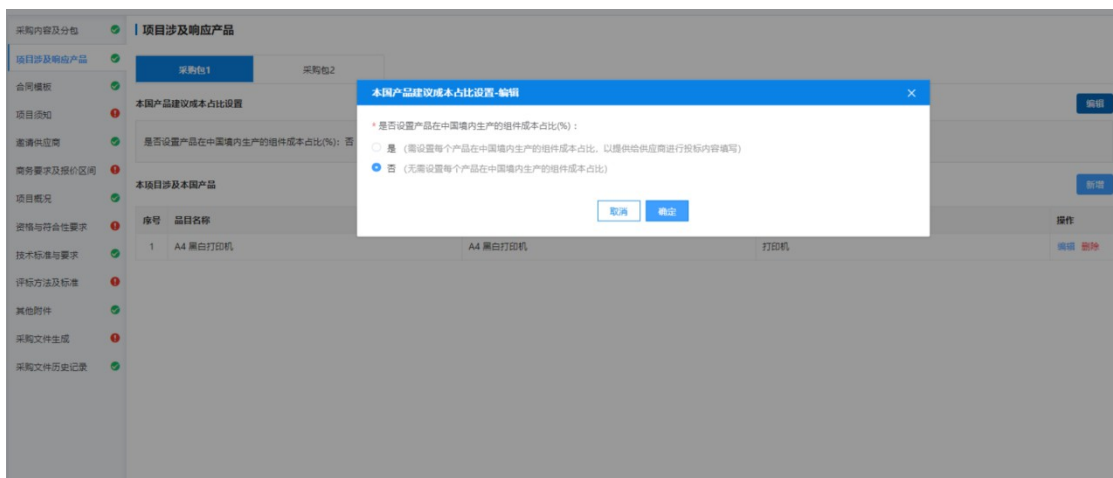 采购内容及分包
项目涉及响应产品
合同模板
项目须知
邀请供应商
商务要求及报价区间
项目概况
资格与符合性要求
技术标准与要求
评标方法及标准
其他附件
采购文件生成
采购文件历史记录
项目涉及响应产品
采购包1 采购包2
本国产品建议成本占比设置 编辑
是否设置产品在中国境内生产的组件成本占比(%): 否
本项目涉及本国产品 新增
序号 品目名称 操作
1 A4 黑白打印机 A4 黑白打印机 打印机 编辑 删除
本国产品建议成本占比设置-编辑
* 是否设置产品在中国境内生产的组件成本占比(%) :
是 (需设置每个产品在中国境内生产的组件成本占比、以提供给供应商进行投标内容填写)
否 (无需设置每个产品在中国境内生产的组件成本占比)
取消 确定